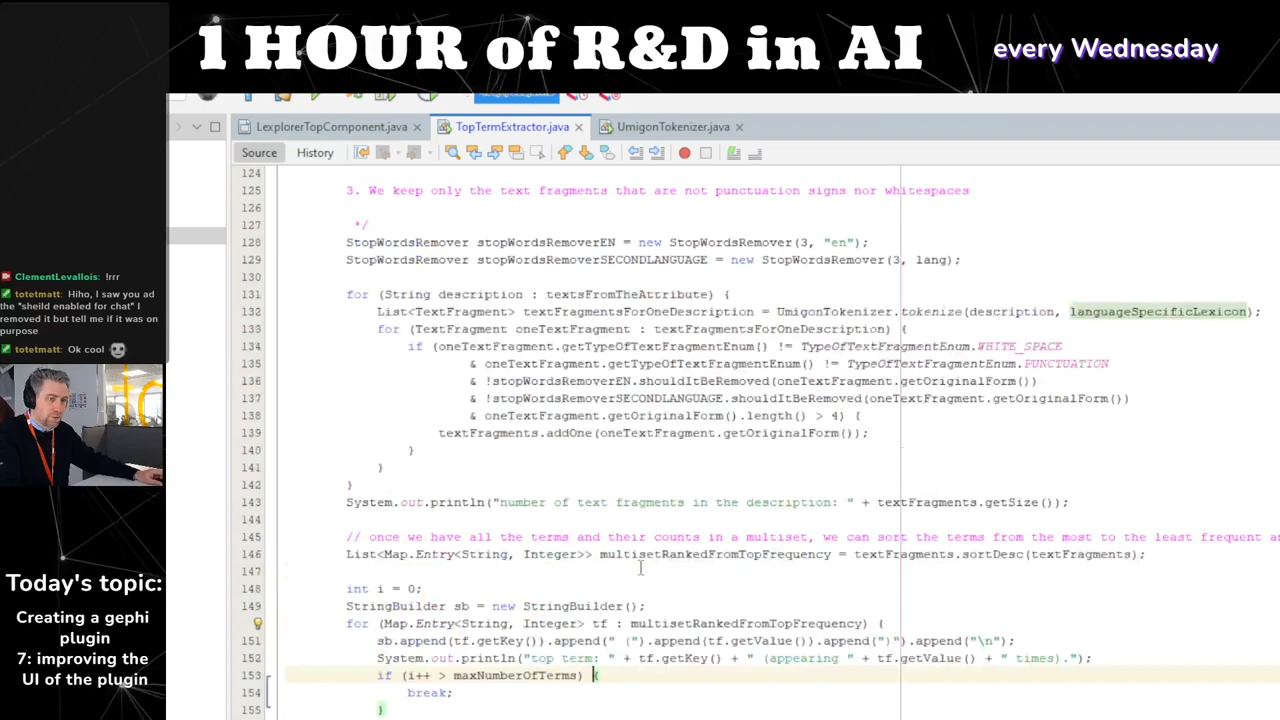 1 HOUR of R&D in AI
every Wednesday
LexplorerTopComponent.java
TopTermExtractor.java
UmigonTokenizer.java
Source
History
124
125 3. We keep only the text fragments that are not punctuation signs nor whitespaces
126
127 */
128 StopWordsRemover stopWordsRemoverEN = new StopWordsRemover(3, "en");
129 StopWordsRemover stopWordsRemoverSECONDLANGUAGE = new StopWordsRemover(3, lang);
130
131 for (String description : textsFromTheAttribute) {
132 List<TextFragment> textFragmentsForOneDescription = UmigonTokenizer.tokenize(description, languageSpecificLexicon);
133 for (TextFragment oneTextFragment : textFragmentsForOneDescription) {
134 if (oneTextFragment.getTypeOfTextFragmentEnum() != TypeOfTextFragmentEnum.WHITE_SPACE
135 & oneTextFragment.getTypeOfTextFragmentEnum() != TypeOfTextFragmentEnum.PUNCTUATION
136 & !stopWordsRemoverEN.shouldItBeRemoved(oneTextFragment.getOriginalForm())
137 & !stopWordsRemoverSECONDLANGUAGE.shouldItBeRemoved(oneTextFragment.getOriginalForm())
138 & oneTextFragment.getOriginalForm().length() > 4) {
139 textFragments.addOne(oneTextFragment.getOriginalForm());
140 }
141 }
142 }
143 System.out.println("number of text fragments in the description: " + textFragments.getSize());
144
145 // once we have all the terms and their counts in a multiset, we can sort the terms from the most to the least frequent
146 List<Map.Entry<String, Integer>> multisetRankedFromTopFrequency = textFragments.sortDesc(textFragments);
147
148 int i = 0;
149 StringBuilder sb = new StringBuilder();
for (Map.Entry<String, Integer> tf : multisetRankedFromTopFrequency) {
151 sb.append(tf.getKey()).append(" (").append(tf.getValue()).append(")").append("\n");
152 System.out.println("top term: " + tf.getKey() + " (appearing " + tf.getValue() + " times).");
153 if (i++ > maxNumberOfTerms) {
154 break;
155 }
ClementLevallois: !rrr
totetmatt: Hiho, I saw you ad
the "sheild enabled for chat" I
removed it but tell me if it was on
purpose
totetmatt: Ok cool
Today's topic:
Creating a gephi
plugin
7: improving the
UI of the plugin